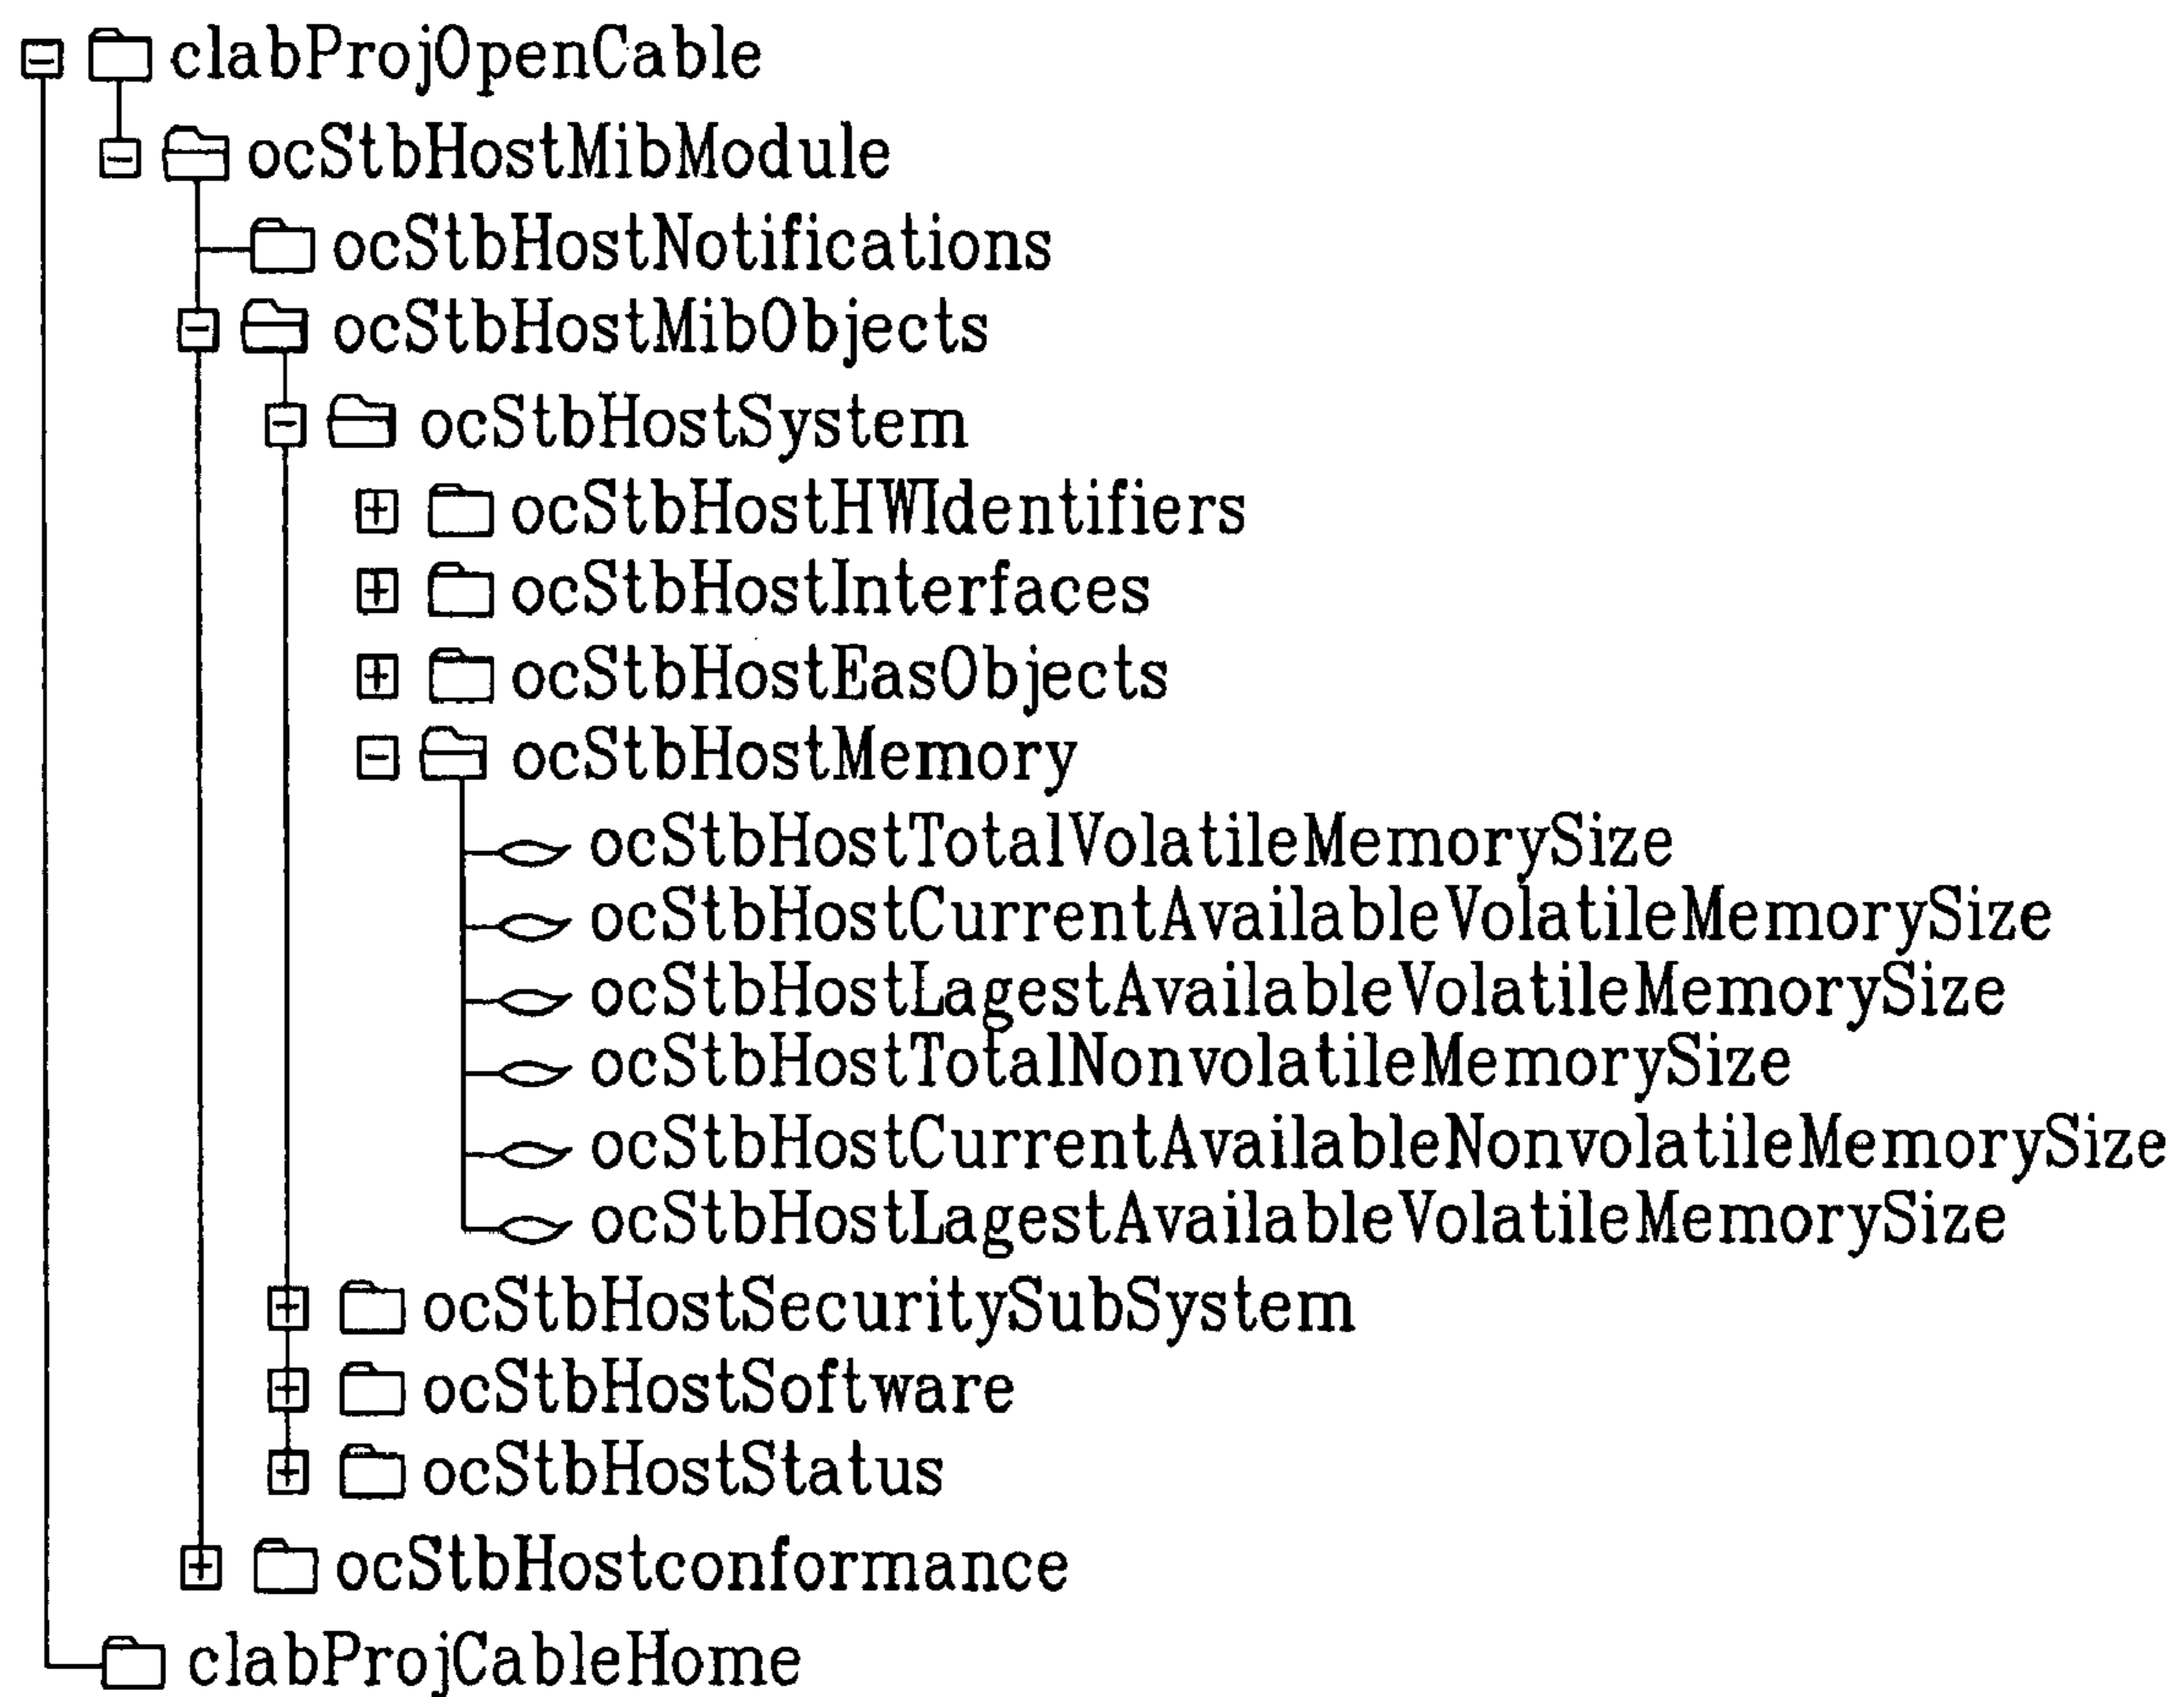 clabProjOpenCable
ocStbHostMibModule
ocStbHostNotifications
ocStbHostMibObjects
ocStbHostSystem
ocStbHostHWIdentifiers
ocStbHostInterfaces
ocStbHostEasObjects
ocStbHostMemory
ocStbHostTotalVolatileMemorySize
ocStbHostCurrentAvailableVolatileMemorySize
ocStbHostLagestAvailableVolatileMemorySize
ocStbHostTotalNonvolatileMemorySize
ocStbHostCurrentAvailableNonvolatileMemorySize
ocStbHostLagestAvailableVolatileMemorySize
ocStbHostSecuritySubSystem
ocStbHostSoftware
ocStbHostStatus
ocStbHostconformance
clabProjCableHome